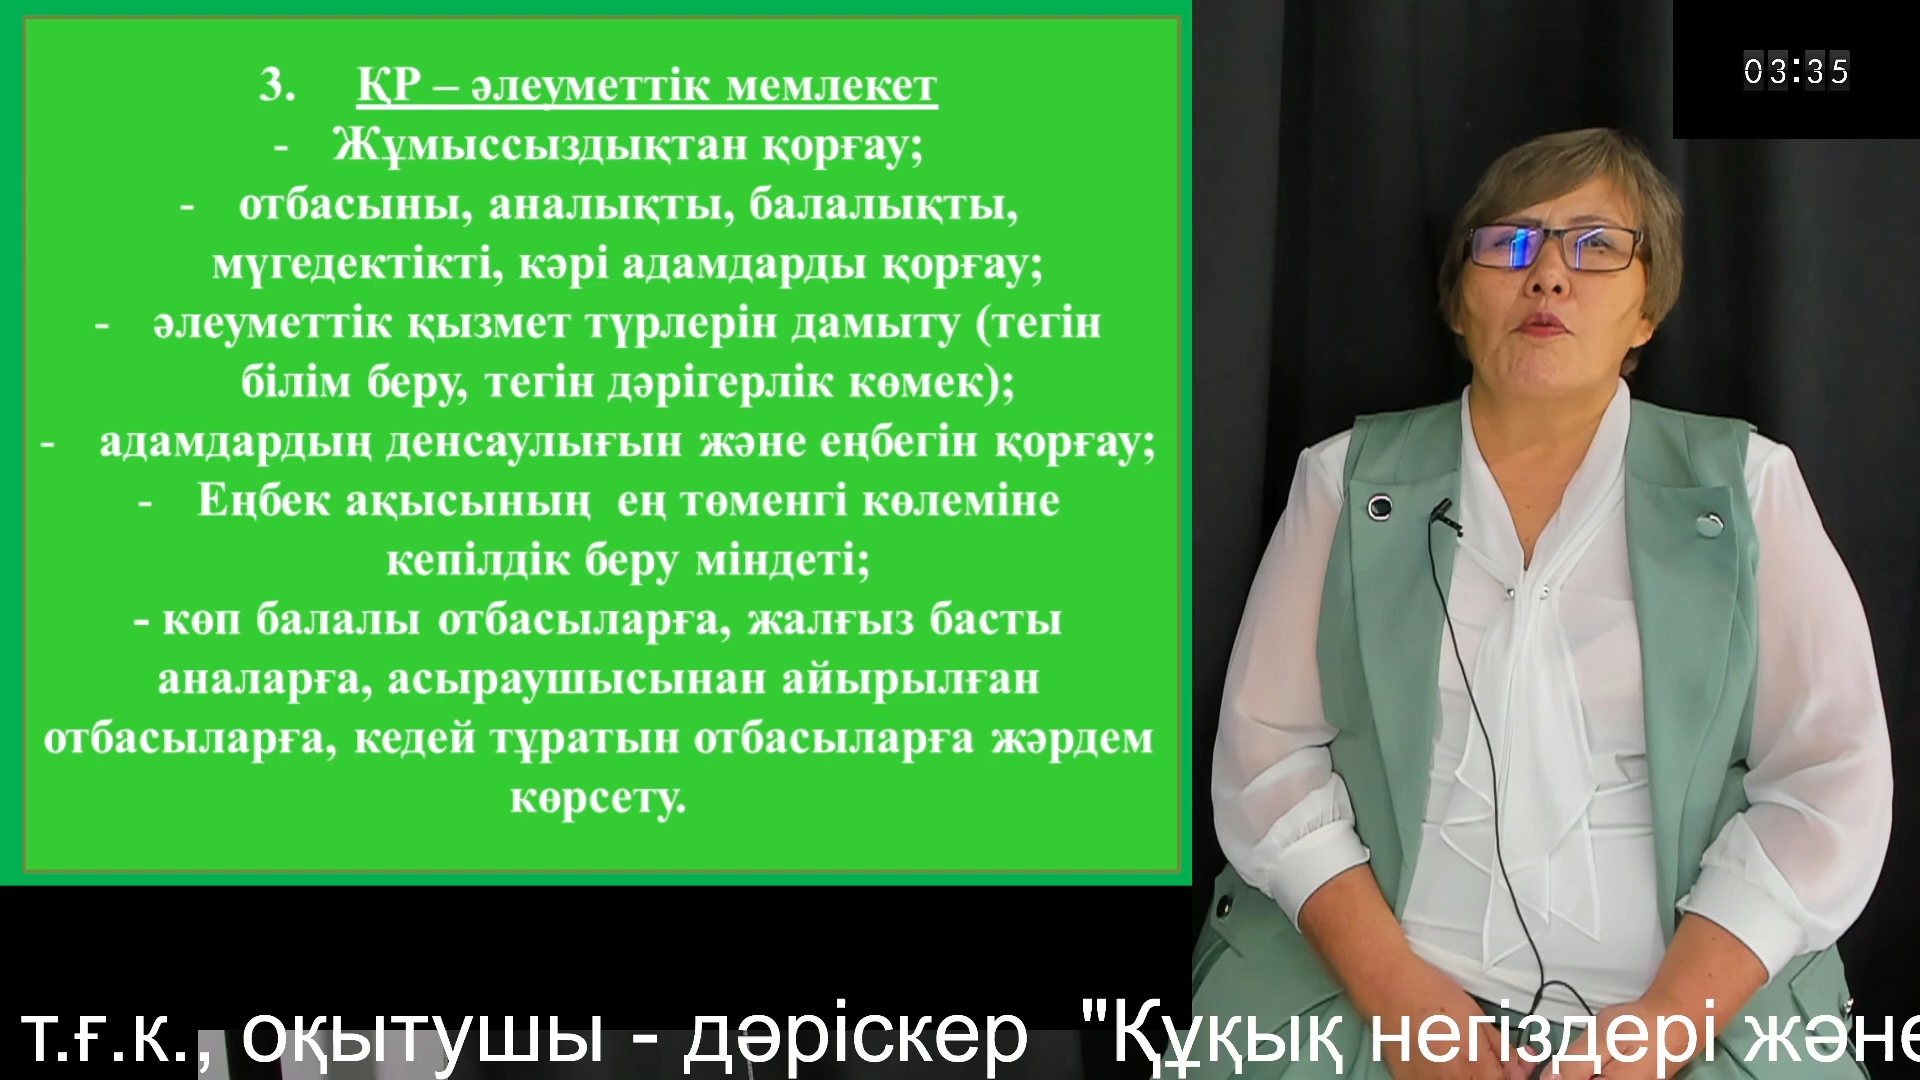 3. ҚР – әлеуметтік мемлекет
- Жұмыссыздықтан қорғау;
- отбасыны, аналықты, балалықты,
мүгедектікті, кәрі адамдарды қорғау;
- әлеуметтік қызмет түрлерін дамыту (тегін
білім беру, тегін дәрігерлік көмек);
- адамдардың денсаулығын және еңбегін қорғау;
- Еңбек ақысының ең төменгі көлеміне
кепілдік беру міндеті;
- көп балалы отбасыларға, жалғыз басты
аналарға, асыраушысынан айырылған
отбасыларға, кедей тұратын отбасыларға жәрдем
көрсету.
03:35
т.ғ.к., оқытушы - дәріскер "Құқық негіздері және